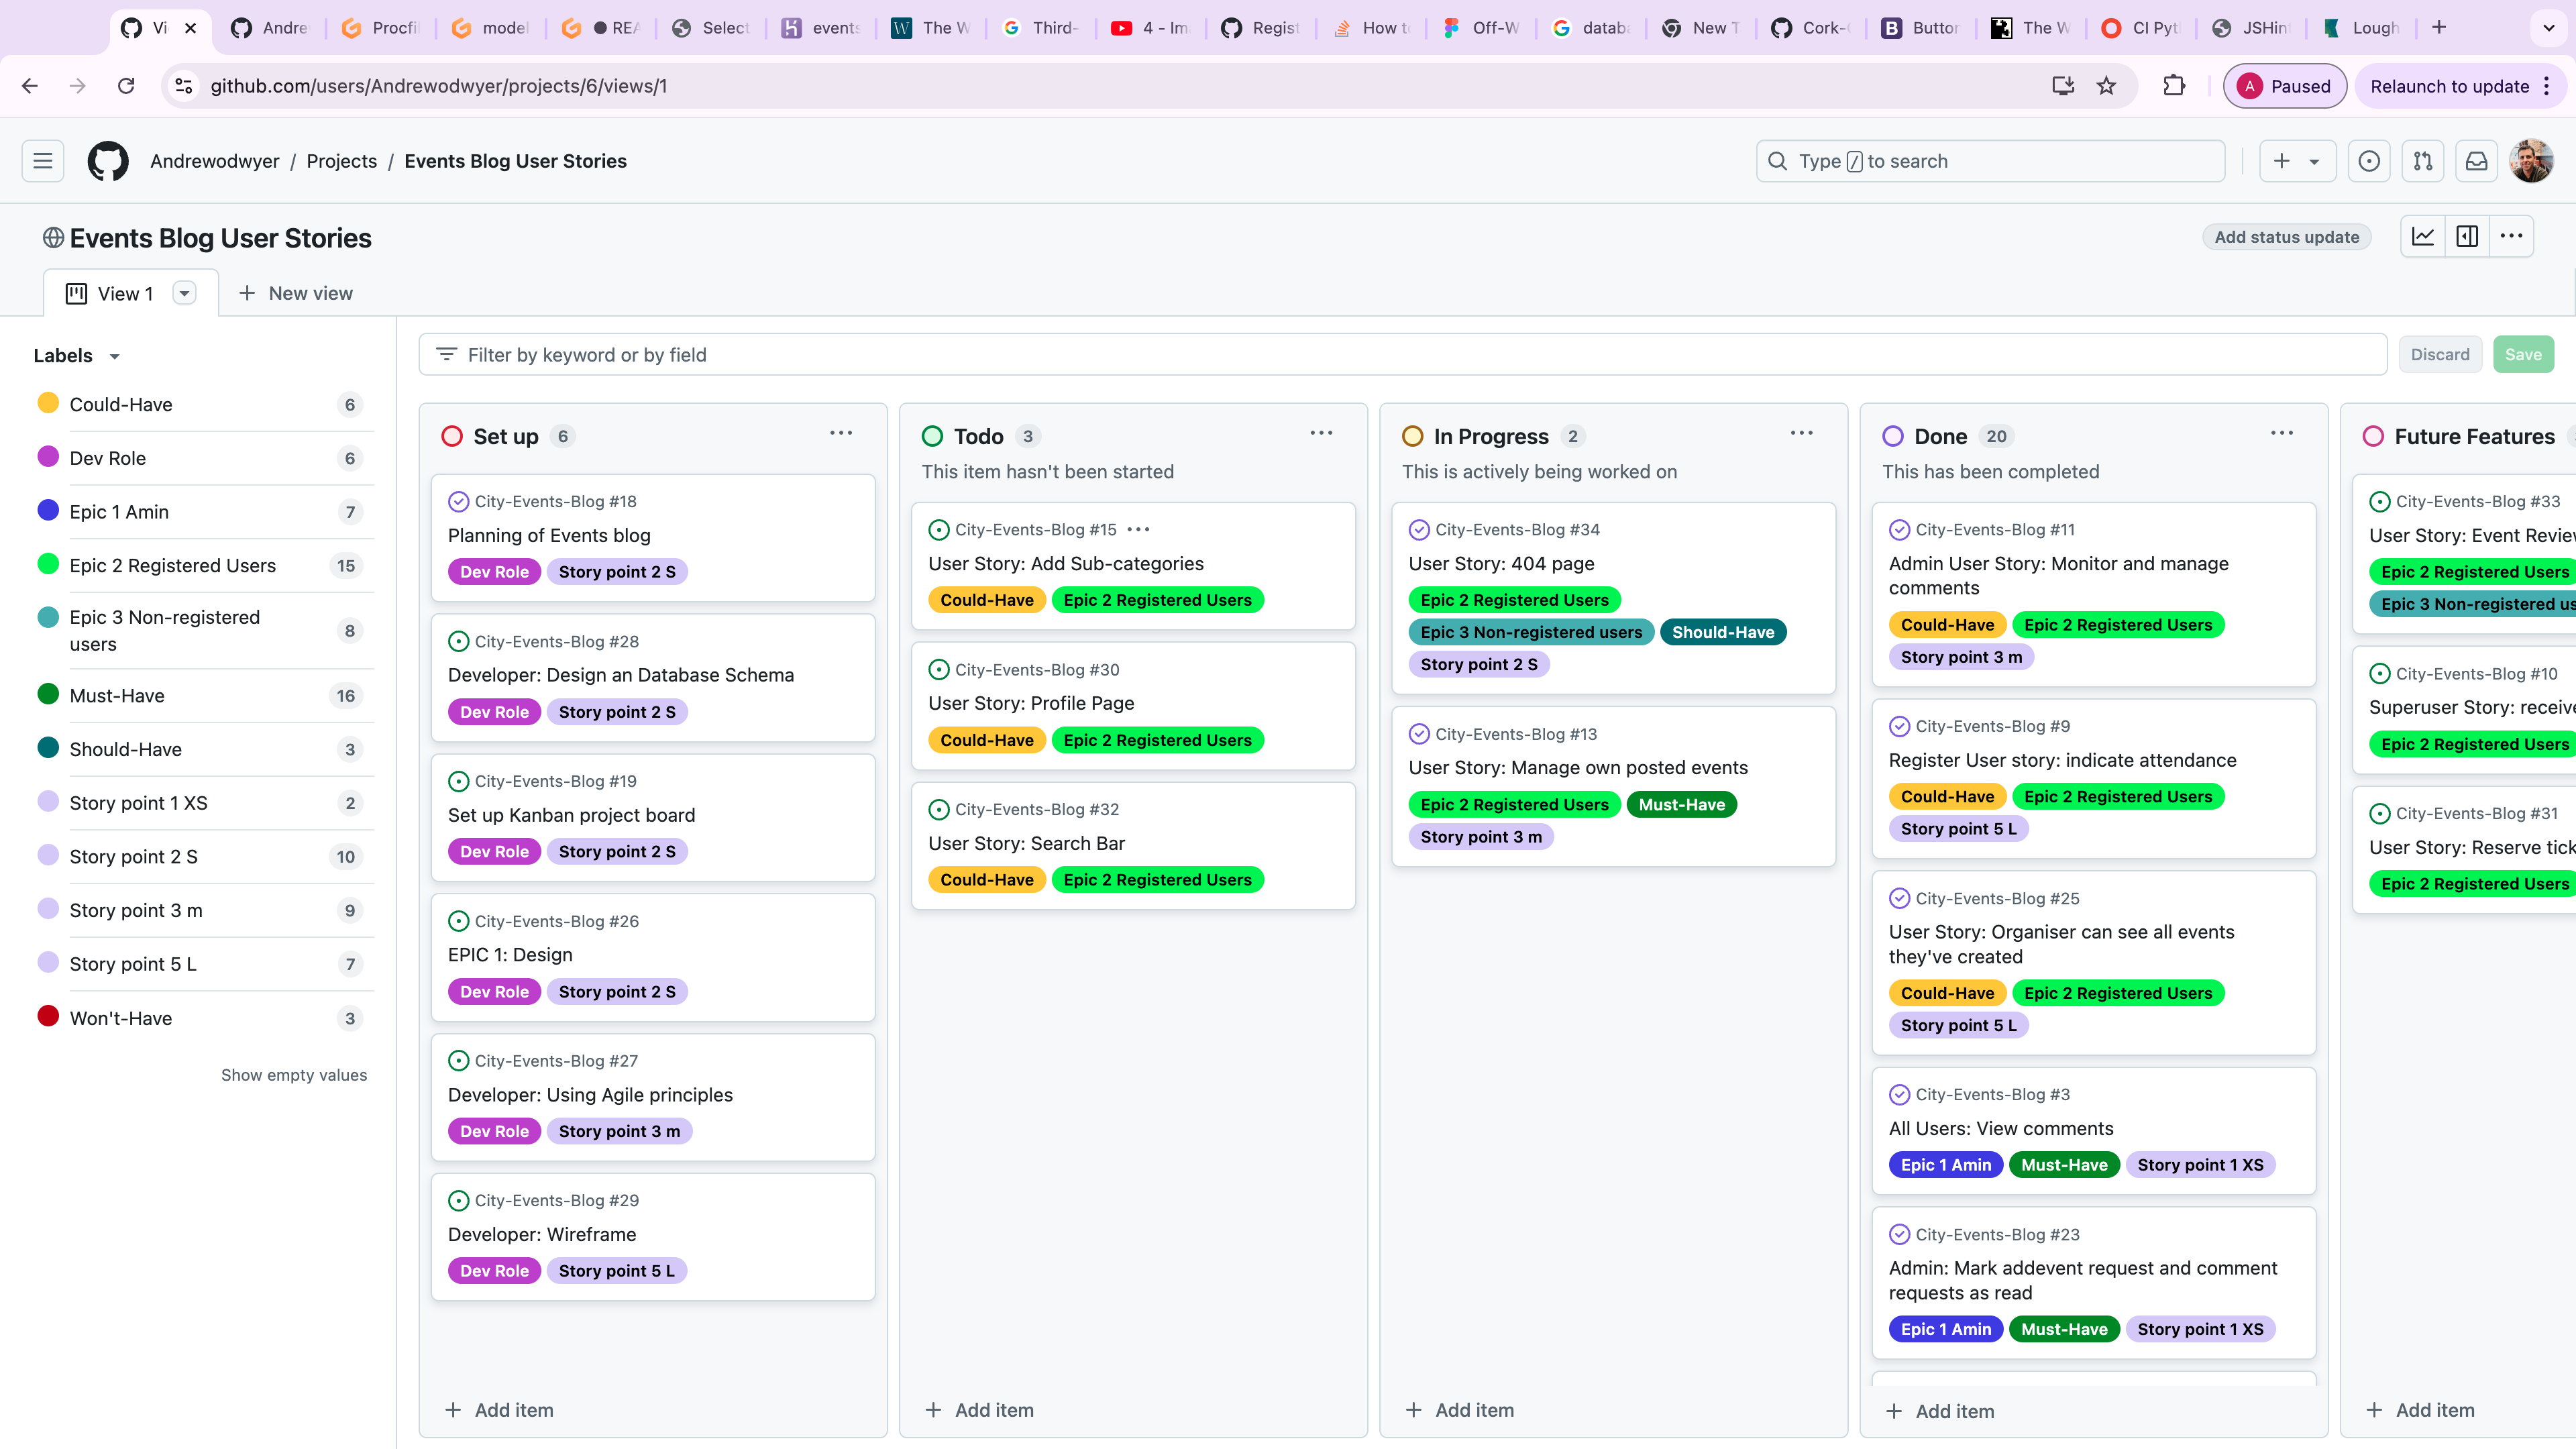 Vi
Andre
Procfil
model
REA
Select
events
The W
Third-
4 - Im
Regist
How to
Off-W
databa
New T
Cork-
Button
The W
CI Pyt
JSHint
Lough
github.com/users/Andrewodwyer/projects/6/views/1
A Paused
Relaunch to update
Andrewodwyer / Projects / Events Blog User Stories
Type / to search
Events Blog User Stories
Add status update
View 1
New view
Labels
Could-Have 6
Dev Role 6
Epic 1 Amin 7
Epic 2 Registered Users 15
Epic 3 Non-registered
users 8
Must-Have 16
Should-Have 3
Story point 1 XS 2
Story point 2 S 10
Story point 3 m 9
Story point 5 L 7
Won't-Have 3
Show empty values
Filter by keyword or by field
Discard
Save
Set up 6
City-Events-Blog #18
Planning of Events blog
Dev Role Story point 2 S
City-Events-Blog #28
Developer: Design an Database Schema
Dev Role Story point 2 S
City-Events-Blog #19
Set up Kanban project board
Dev Role Story point 2 S
City-Events-Blog #26
EPIC 1: Design
Dev Role Story point 2 S
City-Events-Blog #27
Developer: Using Agile principles
Dev Role Story point 3 m
City-Events-Blog #29
Developer: Wireframe
Dev Role Story point 5 L
+ Add item
Todo 3
This item hasn't been started
City-Events-Blog #15
User Story: Add Sub-categories
Could-Have Epic 2 Registered Users
City-Events-Blog #30
User Story: Profile Page
Could-Have Epic 2 Registered Users
City-Events-Blog #32
User Story: Search Bar
Could-Have Epic 2 Registered Users
+ Add item
In Progress 2
This is actively being worked on
City-Events-Blog #34
User Story: 404 page
Epic 2 Registered Users
Epic 3 Non-registered users Should-Have
Story point 2 S
City-Events-Blog #13
User Story: Manage own posted events
Epic 2 Registered Users Must-Have
Story point 3 m
+ Add item
Done 20
This has been completed
City-Events-Blog #11
Admin User Story: Monitor and manage
comments
Could-Have Epic 2 Registered Users
Story point 3 m
City-Events-Blog #9
Register User story: indicate attendance
Could-Have Epic 2 Registered Users
Story point 5 L
City-Events-Blog #25
User Story: Organiser can see all events
they've created
Could-Have Epic 2 Registered Users
Story point 5 L
City-Events-Blog #3
All Users: View comments
Epic 1 Amin Must-Have Story point 1 XS
City-Events-Blog #23
Admin: Mark addevent request and comment
requests as read
Epic 1 Amin Must-Have Story point 1 XS
+ Add item
Future Features
City-Events-Blog #33
User Story: Event Review
Epic 2 Registered Users
Epic 3 Non-registered us
City-Events-Blog #10
Superuser Story: receive
Epic 2 Registered Users
City-Events-Blog #31
User Story: Reserve tick
Epic 2 Registered Users
+ Add item